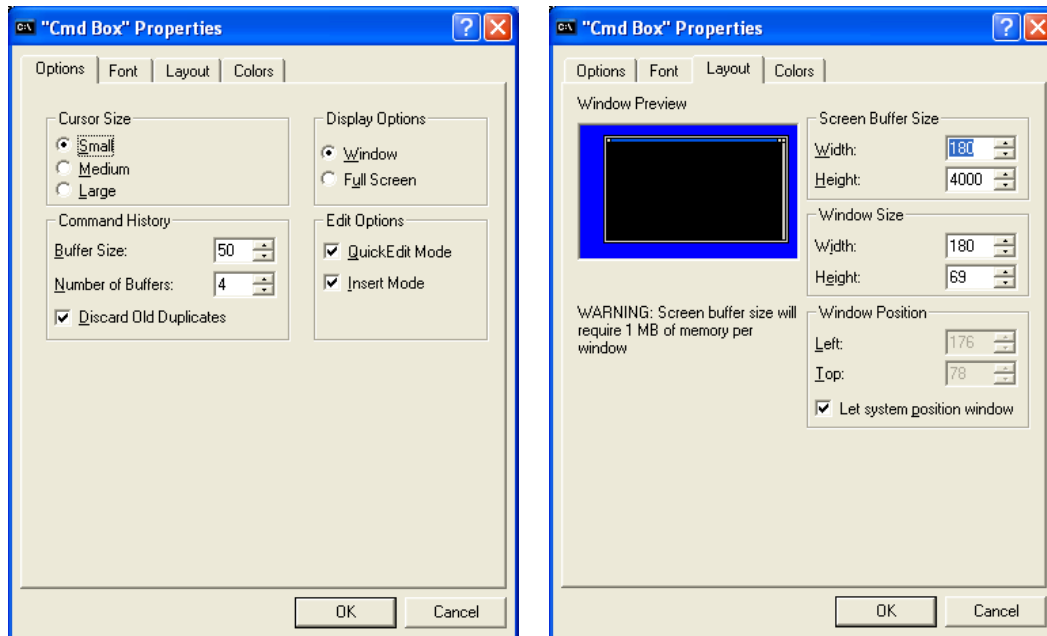 "Cmd Box" Properties
Options Font Layout Colors
Cursor Size
Small
Medium
Large
Display Options
Window
Full Screen
Command History
Buffer Size: 50
Number of Buffers: 4
Discard Old Duplicates
Edit Options
QuickEdit Mode
Insert Mode
OK Cancel
"Cmd Box" Properties
Options Font Layout Colors
Window Preview
WARNING: Screen buffer size will
require 1 MB of memory per
window
Screen Buffer Size
Width: 180
Height: 4000
Window Size
Width: 180
Height: 69
Window Position
Left: 176
Top: 78
Let system position window
OK Cancel